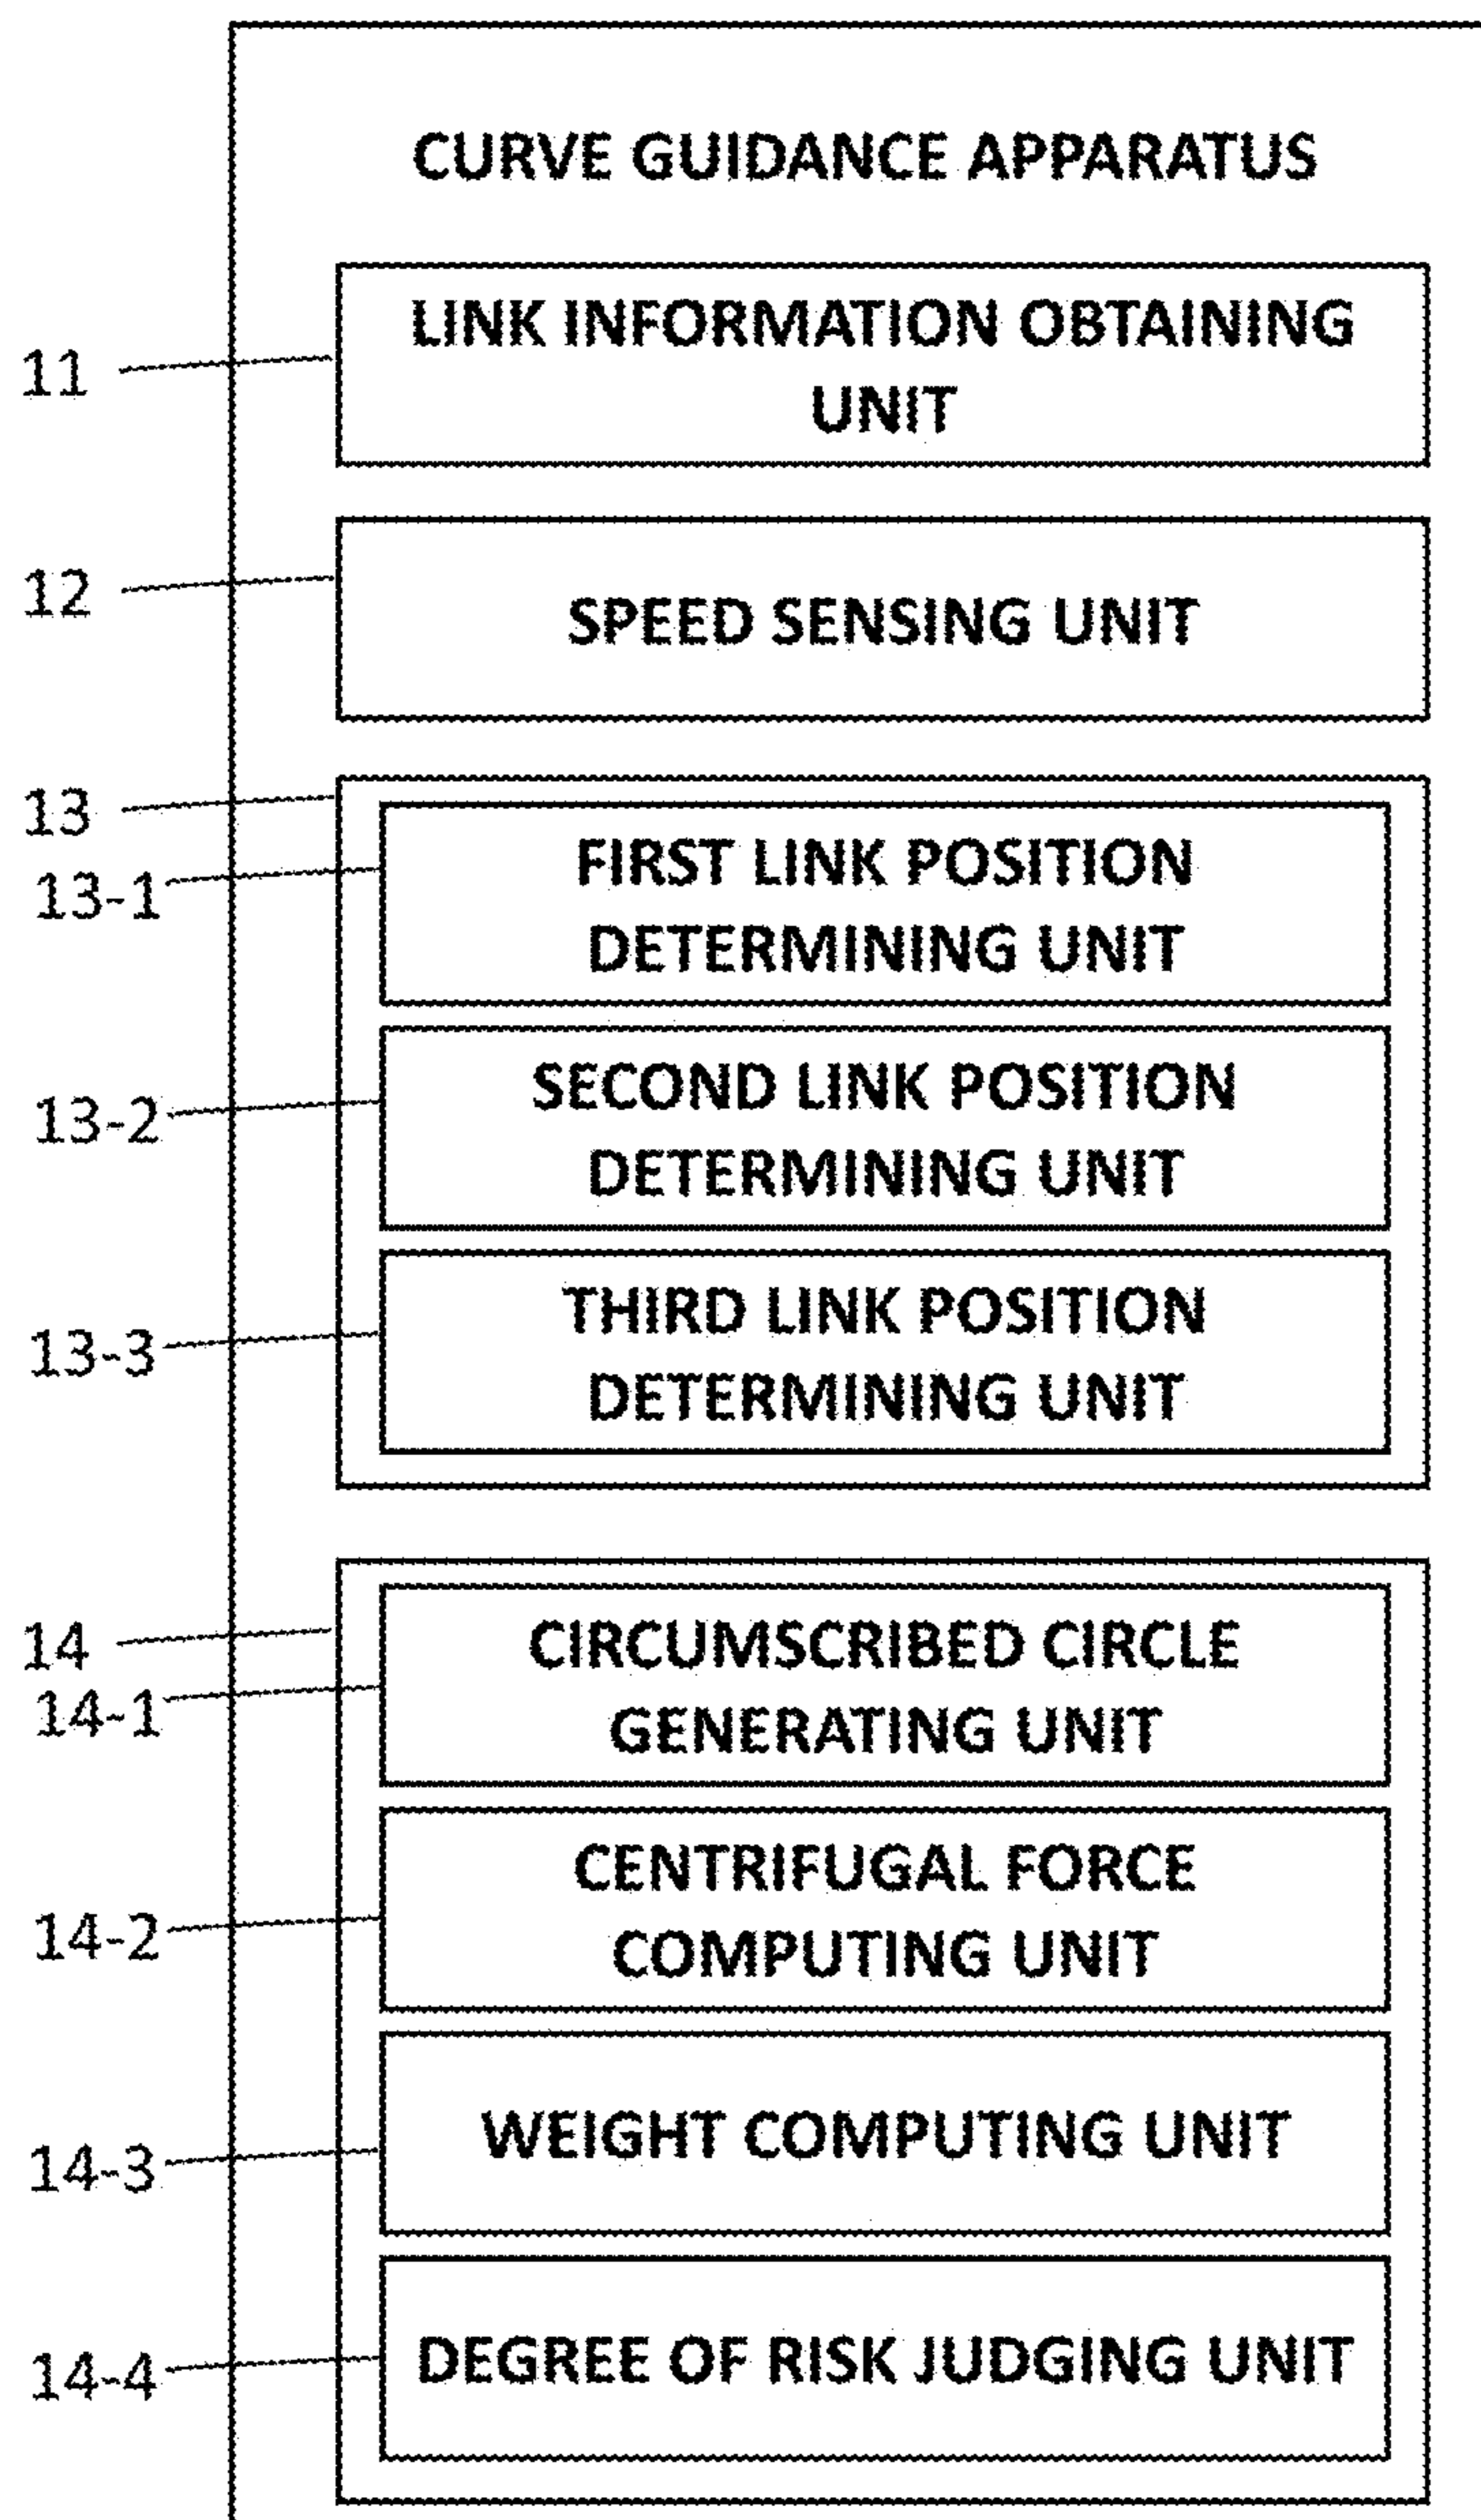 CURVE GUIDANCE APPARATUS
11
LINK INFORMATION OBTAINING
UNIT
12
SPEED SENSING UNIT
13
13-1
FIRST LINK POSITION
DETERMINING UNIT
13-2
SECOND LINK POSITION
DETERMINING UNIT
13-3
THIRD LINK POSITION
DETERMINING UNIT
14
14-1
CIRCUMSCRIBED CIRCLE
GENERATING UNIT
14-2
CENTRIFUGAL FORCE
COMPUTING UNIT
14-3
WEIGHT COMPUTING UNIT
14-4
DEGREE OF RISK JUDGING UNIT